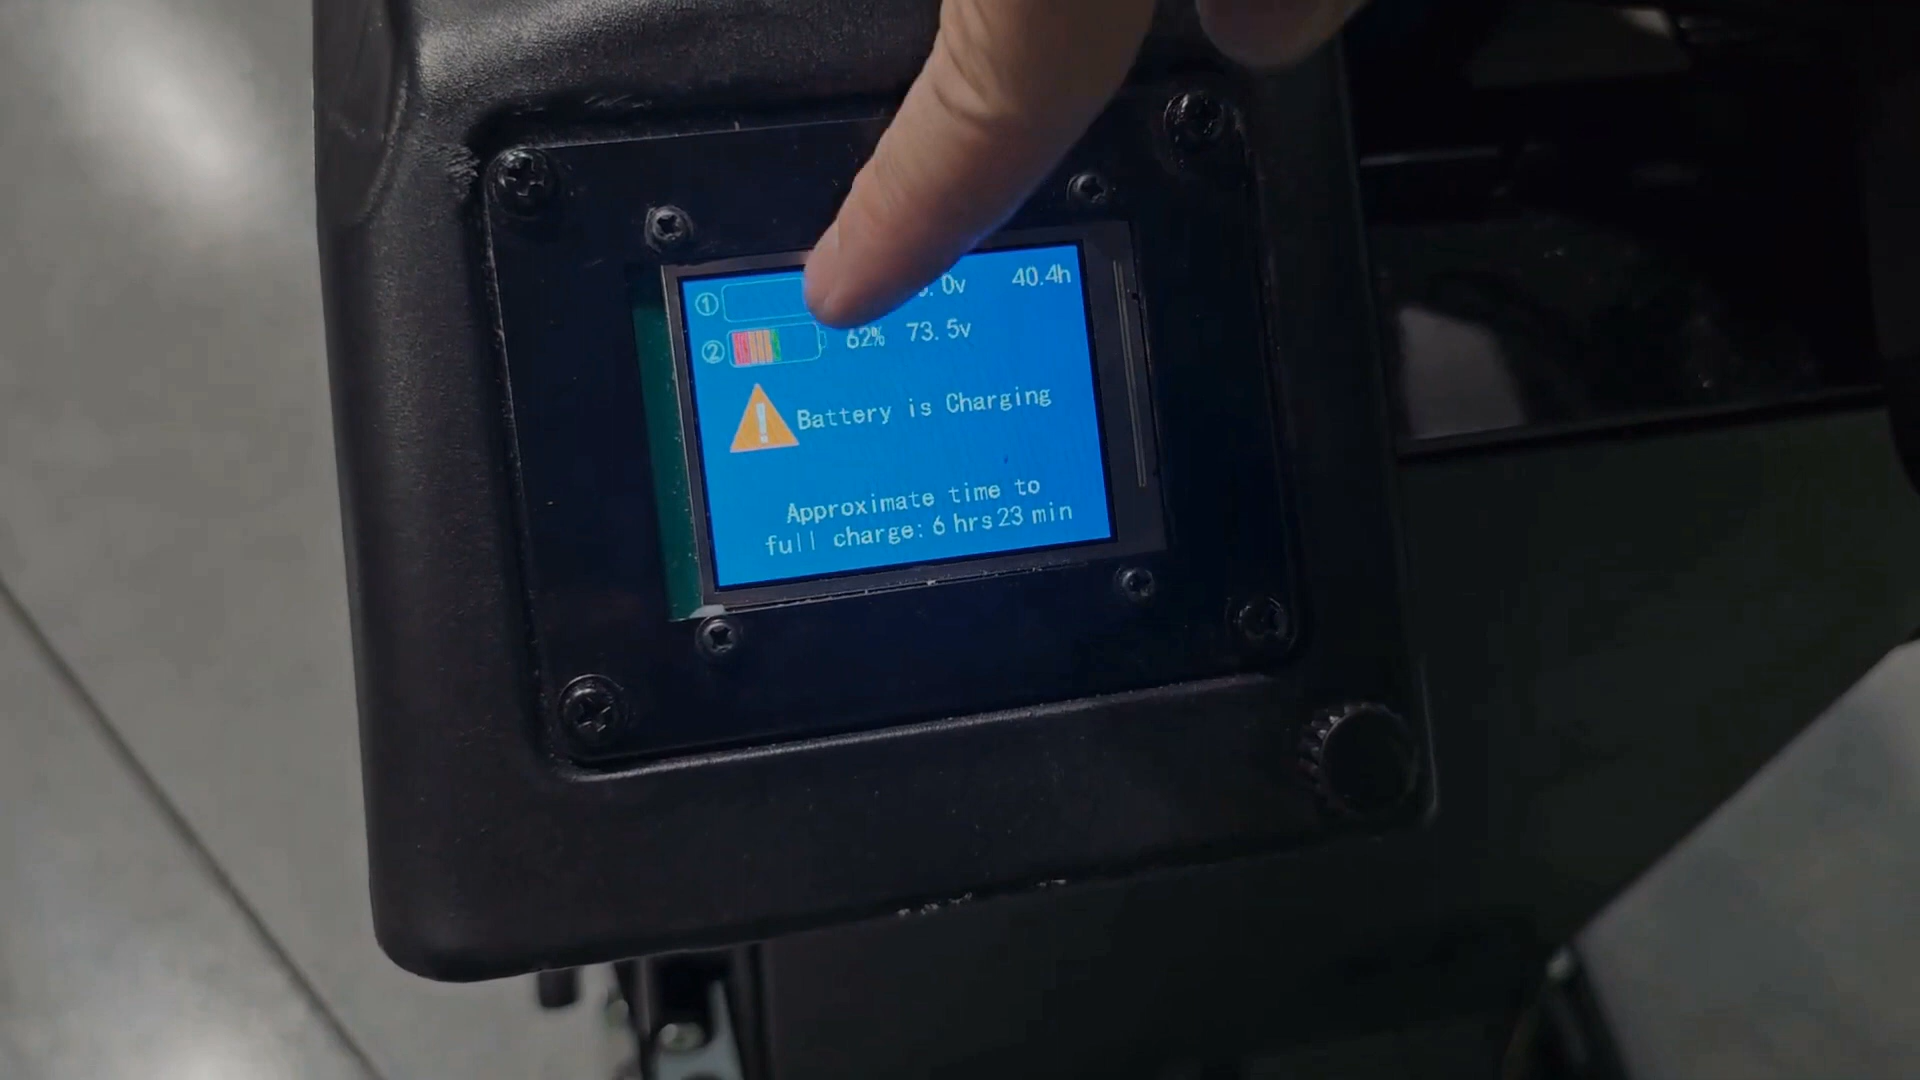 ① 0v 40.4h
② 62% 73.5v
Battery is Charging
Approximate time to
full charge: 6 hrs 23 min